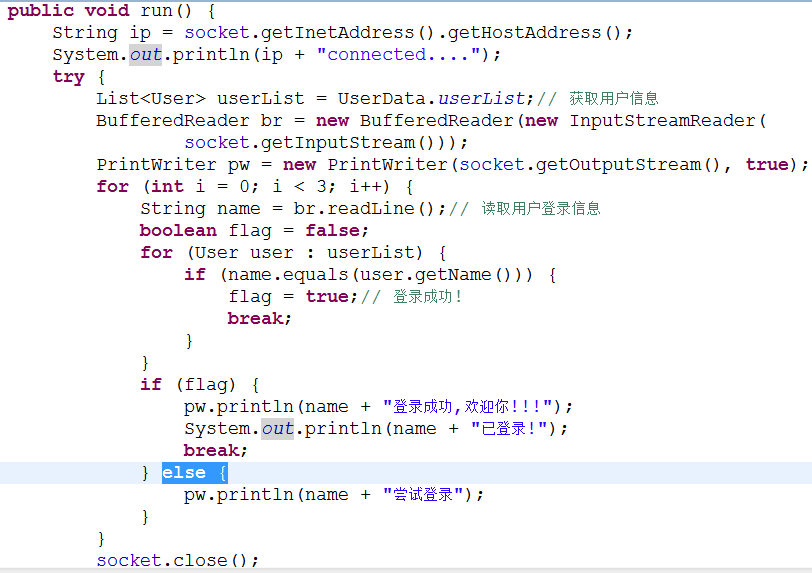 public void run() {
String ip = socket.getInetAddress().getHostAddress();
System.out.println(ip + "connected....");
try {
List<User> userList = UserData.userList;// 获取用户信息
BufferedReader br = new BufferedReader(new InputStreamReader(
socket.getInputStream()));
PrintWriter pw = new PrintWriter(socket.getOutputStream(), true);
for (int i = 0; i < 3; i++) {
String name = br.readLine();// 读取用户登录信息
boolean flag = false;
for (User user : userList) {
if (name.equals(user.getName())) {
flag = true;// 登录成功！
break;
}
}
if (flag) {
pw.println(name + "登录成功,欢迎你!!!");
System.out.println(name + "已登录!");
break;
} else {
pw.println(name + "尝试登录");
}
}
socket.close();